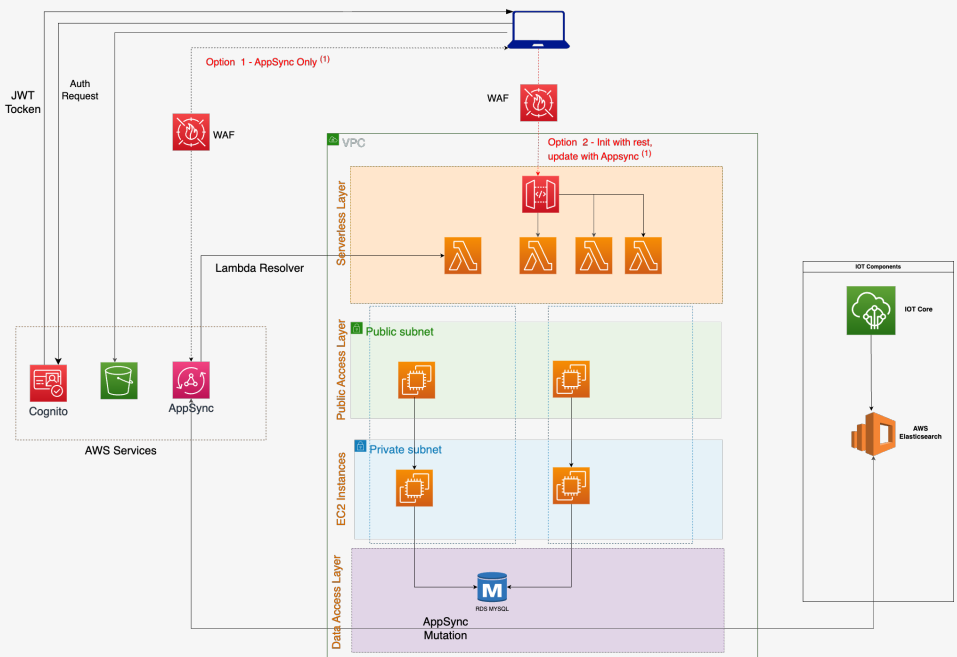 Option 1 - AppSync Only (1)
JWT
Tocken
Auth
Request
WAF
WAF
VPC
Option 2 - Init with rest,
update with Appsync (1)
Serverless Layer
Lambda Resolver
IOT Components
IOT Core
Public Access Layer
Public subnet
Cognito
AppSync
AWS Services
AWS
Elasticsearch
EC2 Instances
Private subnet
Data Access Layer
M
RDS MYSQL
AppSync
Mutation